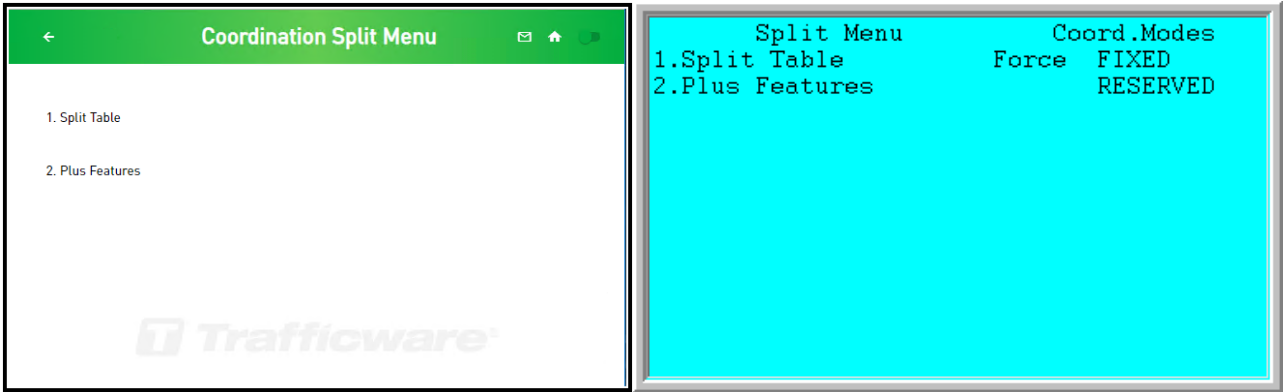 Coordination Split Menu
1. Split Table
2. Plus Features
Trafficware®
Split Menu Coord.Modes
1.Split Table Force FIXED
2.Plus Features RESERVED